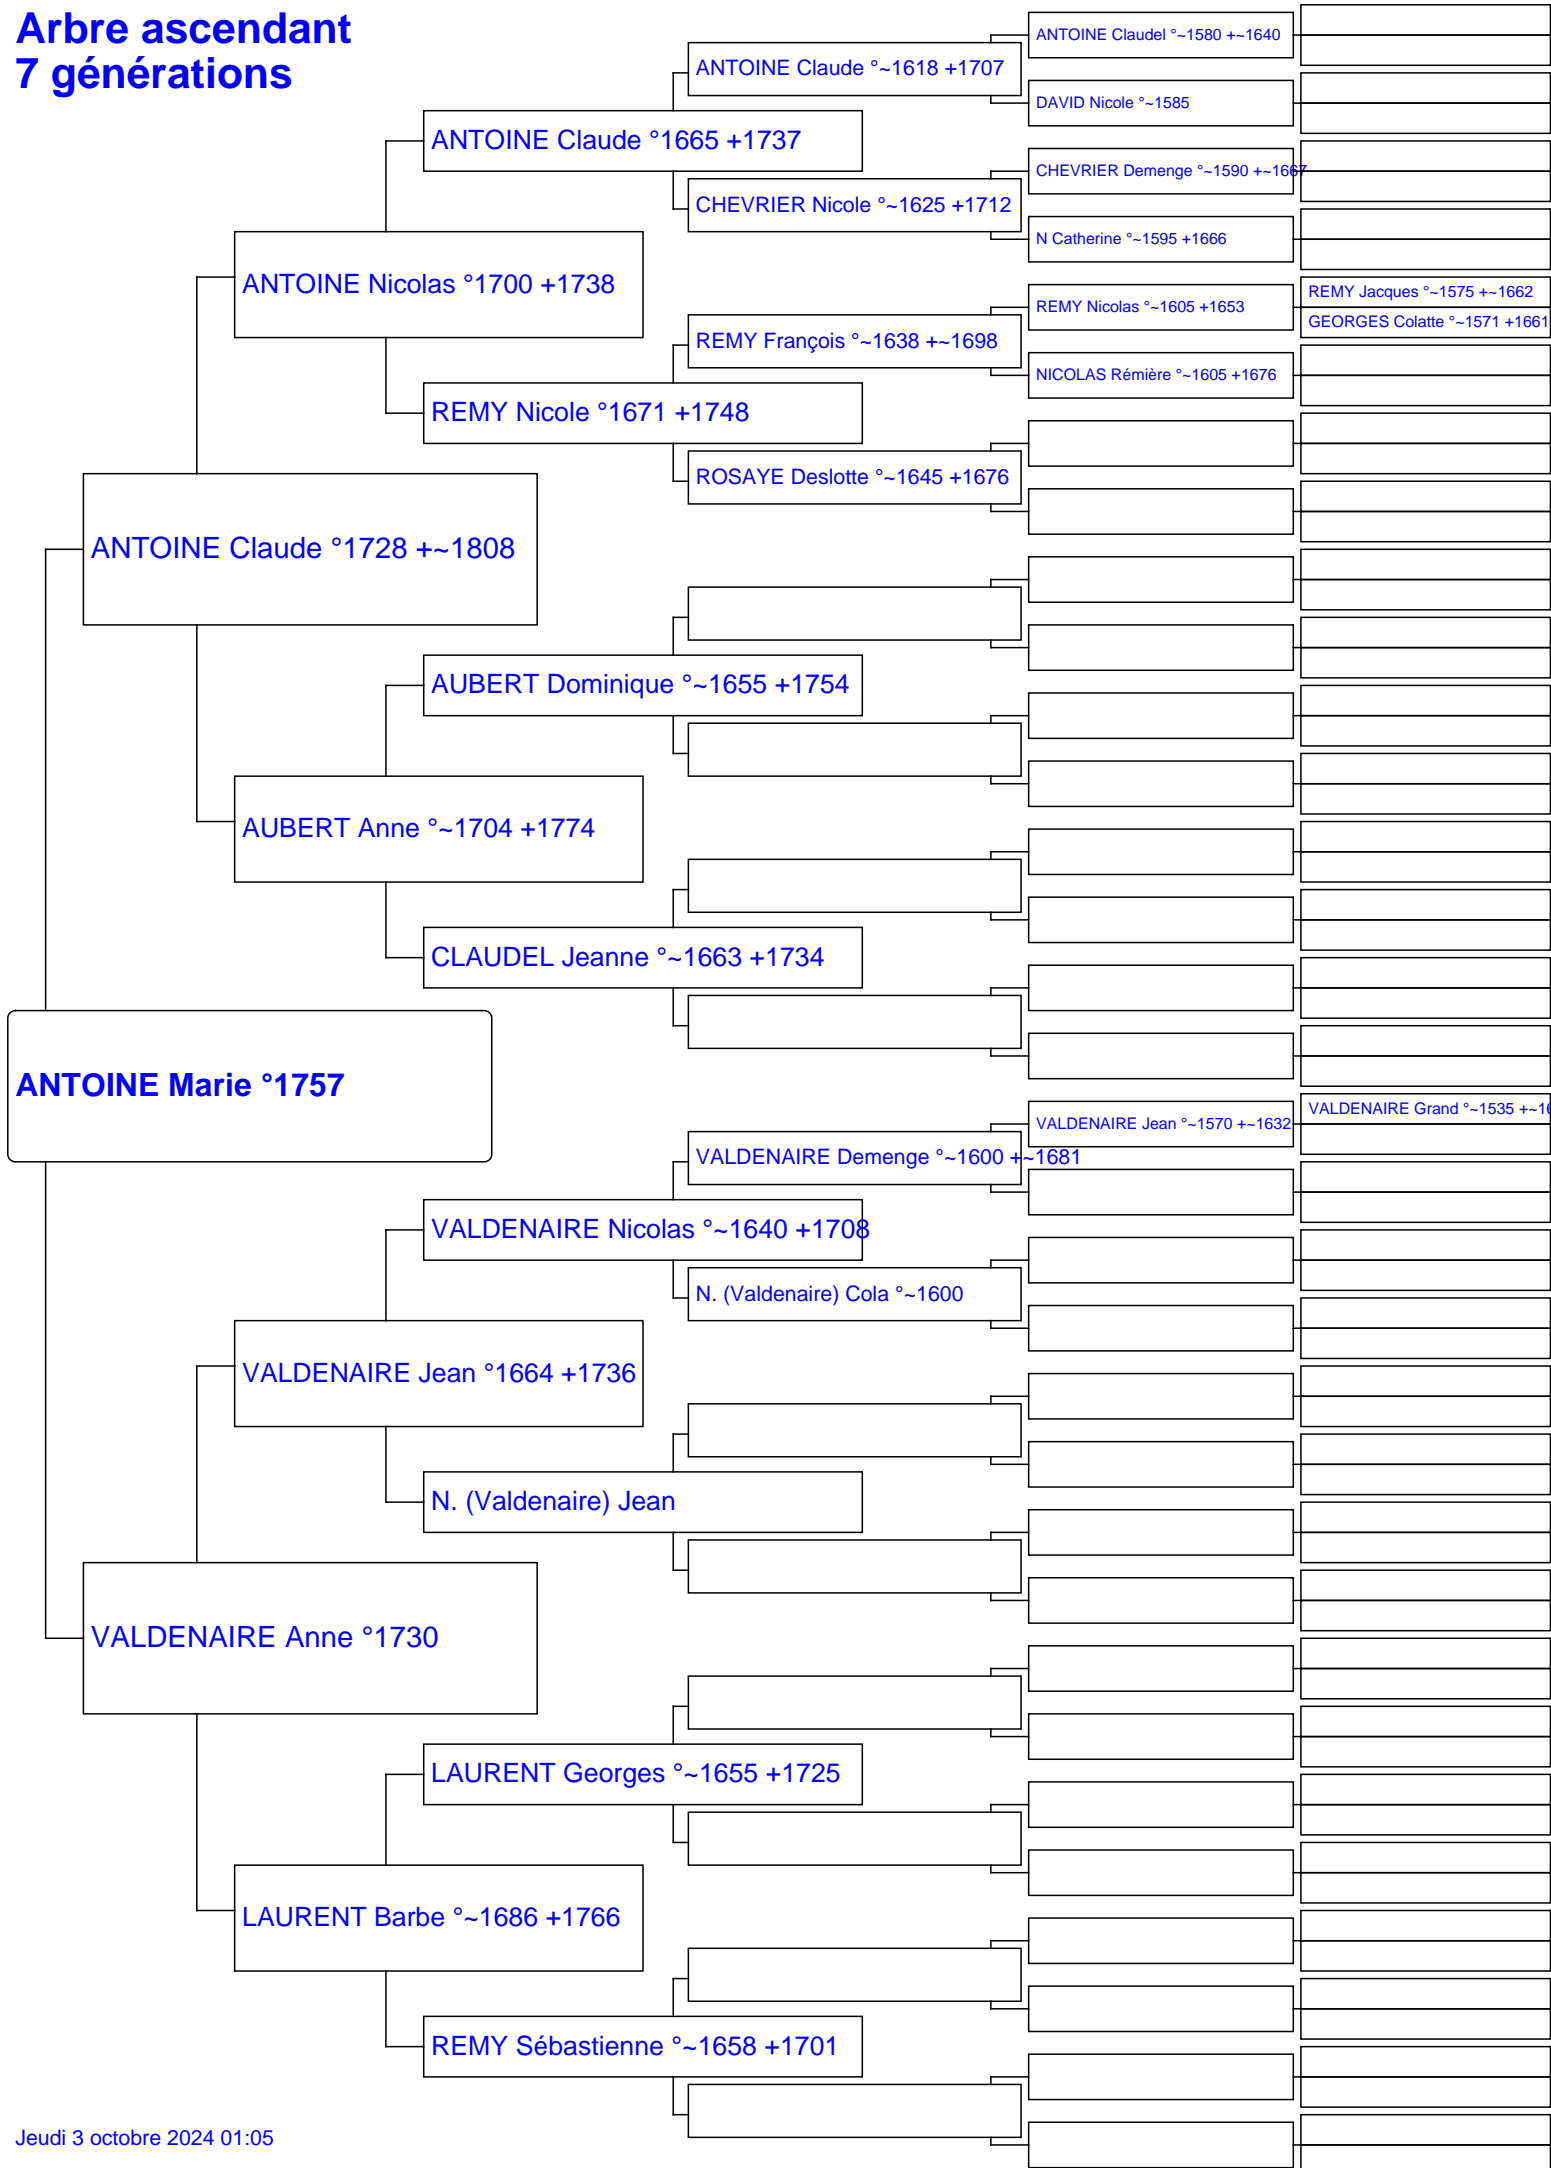 Arbre ascendant
7 générations
ANTOINE Claudel °~1580 +~1640
ANTOINE Claude °~1618 +1707
DAVID Nicole °~1585
ANTOINE Claude °1665 +1737
CHEVRIER Demenge °~1590 +~1667
CHEVRIER Nicole °~1625 +1712
N Catherine °~1595 +1666
ANTOINE Nicolas °1700 +1738
REMY Jacques °~1575 +~1662
REMY Nicolas °~1605 +1653
GEORGES Colatte °~1571 +1661
REMY François °~1638 +~1698
NICOLAS Rémière °~1605 +1676
REMY Nicole °1671 +1748
ROSAYE Deslotte °~1645 +1676
ANTOINE Claude °1728 +~1808
AUBERT Dominique °~1655 +1754
AUBERT Anne °~1704 +1774
CLAUDEL Jeanne °~1663 +1734
ANTOINE Marie °1757
VALDENAIRE Grand °~1535 +~16
VALDENAIRE Jean °~1570 +~1632
VALDENAIRE Demenge °~1600 +~1681
VALDENAIRE Nicolas °~1640 +1708
N. (Valdenaire) Cola °~1600
VALDENAIRE Jean °1664 +1736
N. (Valdenaire) Jean
VALDENAIRE Anne °1730
LAURENT Georges °~1655 +1725
LAURENT Barbe °~1686 +1766
REMY Sébastienne °~1658 +1701
Jeudi 3 octobre 2024 01:05